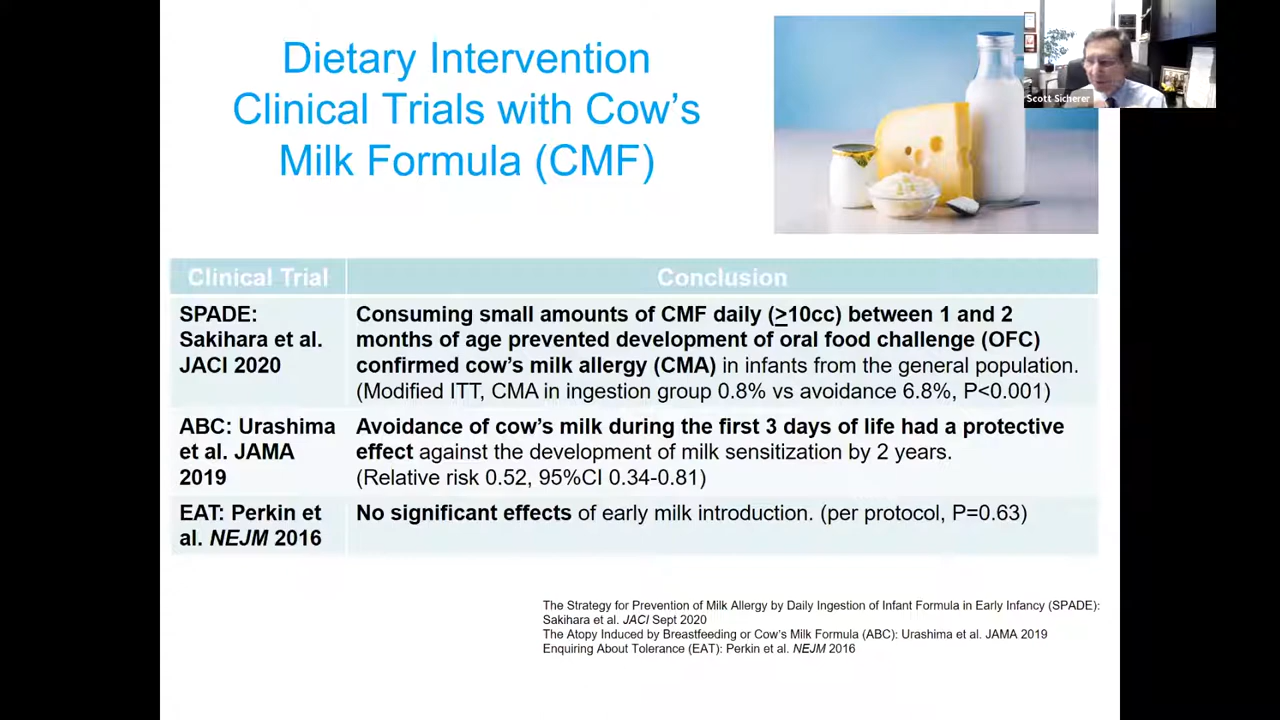 Dietary Intervention
Clinical Trials with Cow's
Milk Formula (CMF)
Scott Sicherer
Clinical Trial
Conclusion
SPADE:
Sakihara et al.
JACI 2020
Consuming small amounts of CMF daily (≥10cc) between 1 and 2
months of age prevented development of oral food challenge (OFC)
confirmed cow's milk allergy (CMA) in infants from the general population.
(Modified ITT, CMA in ingestion group 0.8% vs avoidance 6.8%, P<0.001)
ABC: Urashima
et al. JAMA
2019
Avoidance of cow's milk during the first 3 days of life had a protective
effect against the development of milk sensitization by 2 years.
(Relative risk 0.52, 95%CI 0.34-0.81)
EAT: Perkin et
al. NEJM 2016
No significant effects of early milk introduction. (per protocol, P=0.63)
The Strategy for Prevention of Milk Allergy by Daily Ingestion of Infant Formula in Early Infancy (SPADE):
Sakihara et al. JACI Sept 2020
The Atopy Induced by Breastfeeding or Cow's Milk Formula (ABC): Urashima et al. JAMA 2019
Enquiring About Tolerance (EAT): Perkin et al. NEJM 2016